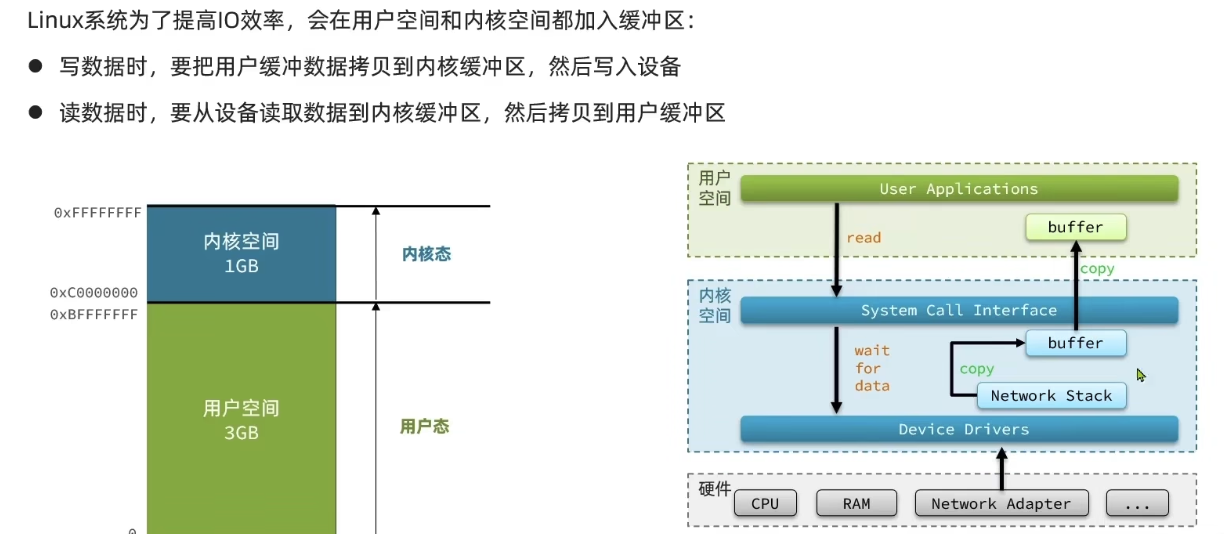 Linux系统为了提高IO效率，会在用户空间和内核空间都加入缓冲区：
● 写数据时，要把用户缓冲数据拷贝到内核缓冲区，然后写入设备
● 读数据时，要从设备读取数据到内核缓冲区，然后拷贝到用户缓冲区
0xFFFFFFFF
内核空间
1GB
内核态
0xC0000000
0xBFFFFFFF
用户空间
3GB
用户态
0
用户
空间
User Applications
read
buffer
copy
内核
空间
System Call Interface
wait
for
data
buffer
copy
Network Stack
Device Drivers
硬件
CPU
RAM
Network Adapter
...